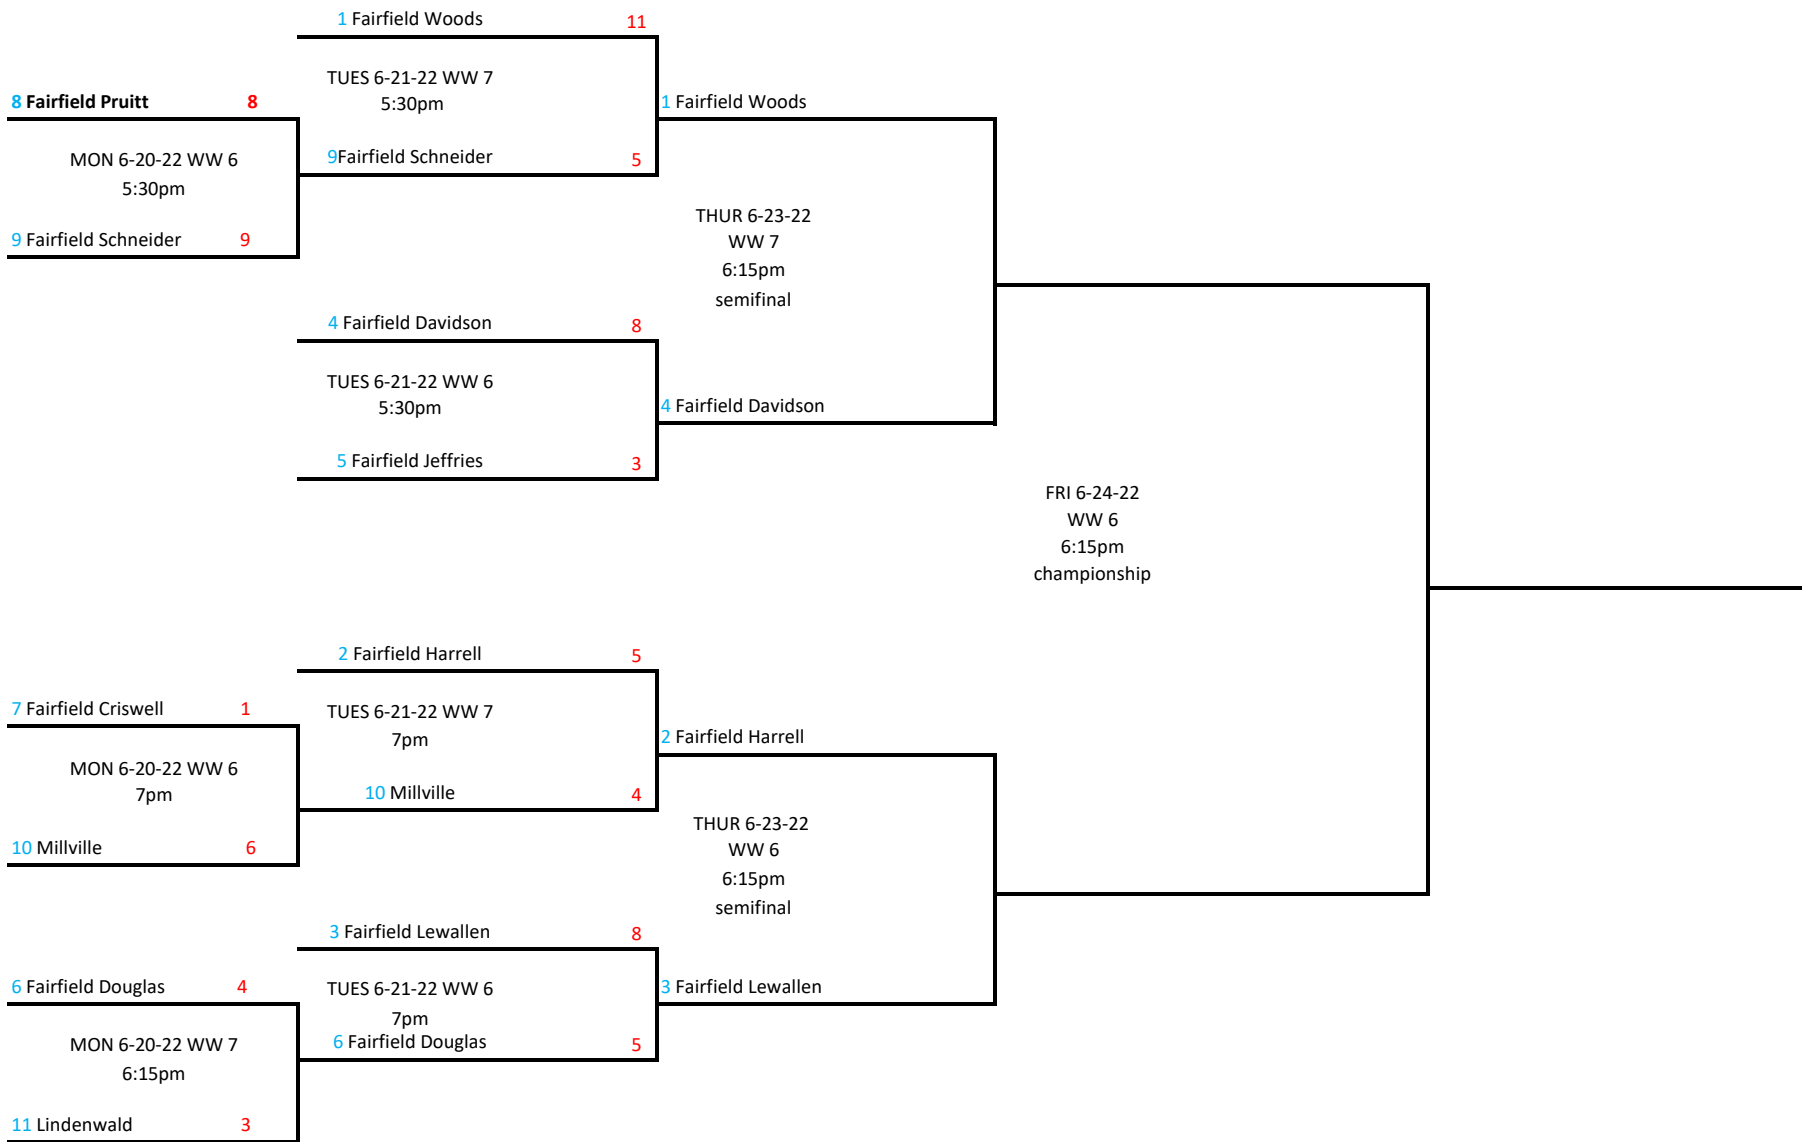 1 Fairfield Woods 11
TUES 6-21-22 WW 7
5:30pm
8 Fairfield Pruitt 8
1 Fairfield Woods
MON 6-20-22 WW 6
5:30pm
9Fairfield Schneider 5
9 Fairfield Schneider 9
THUR 6-23-22
WW 7
6:15pm
semifinal
4 Fairfield Davidson 8
TUES 6-21-22 WW 6
5:30pm
4 Fairfield Davidson
5 Fairfield Jeffries 3
FRI 6-24-22
WW 6
6:15pm
championship
2 Fairfield Harrell 5
7 Fairfield Criswell 1
TUES 6-21-22 WW 7
7pm
2 Fairfield Harrell
MON 6-20-22 WW 6
7pm
10 Millville 4
10 Millville 6
THUR 6-23-22
WW 6
6:15pm
semifinal
3 Fairfield Lewallen 8
6 Fairfield Douglas 4
TUES 6-21-22 WW 6
7pm
3 Fairfield Lewallen
6 Fairfield Douglas 5
MON 6-20-22 WW 7
6:15pm
11 Lindenwald 3